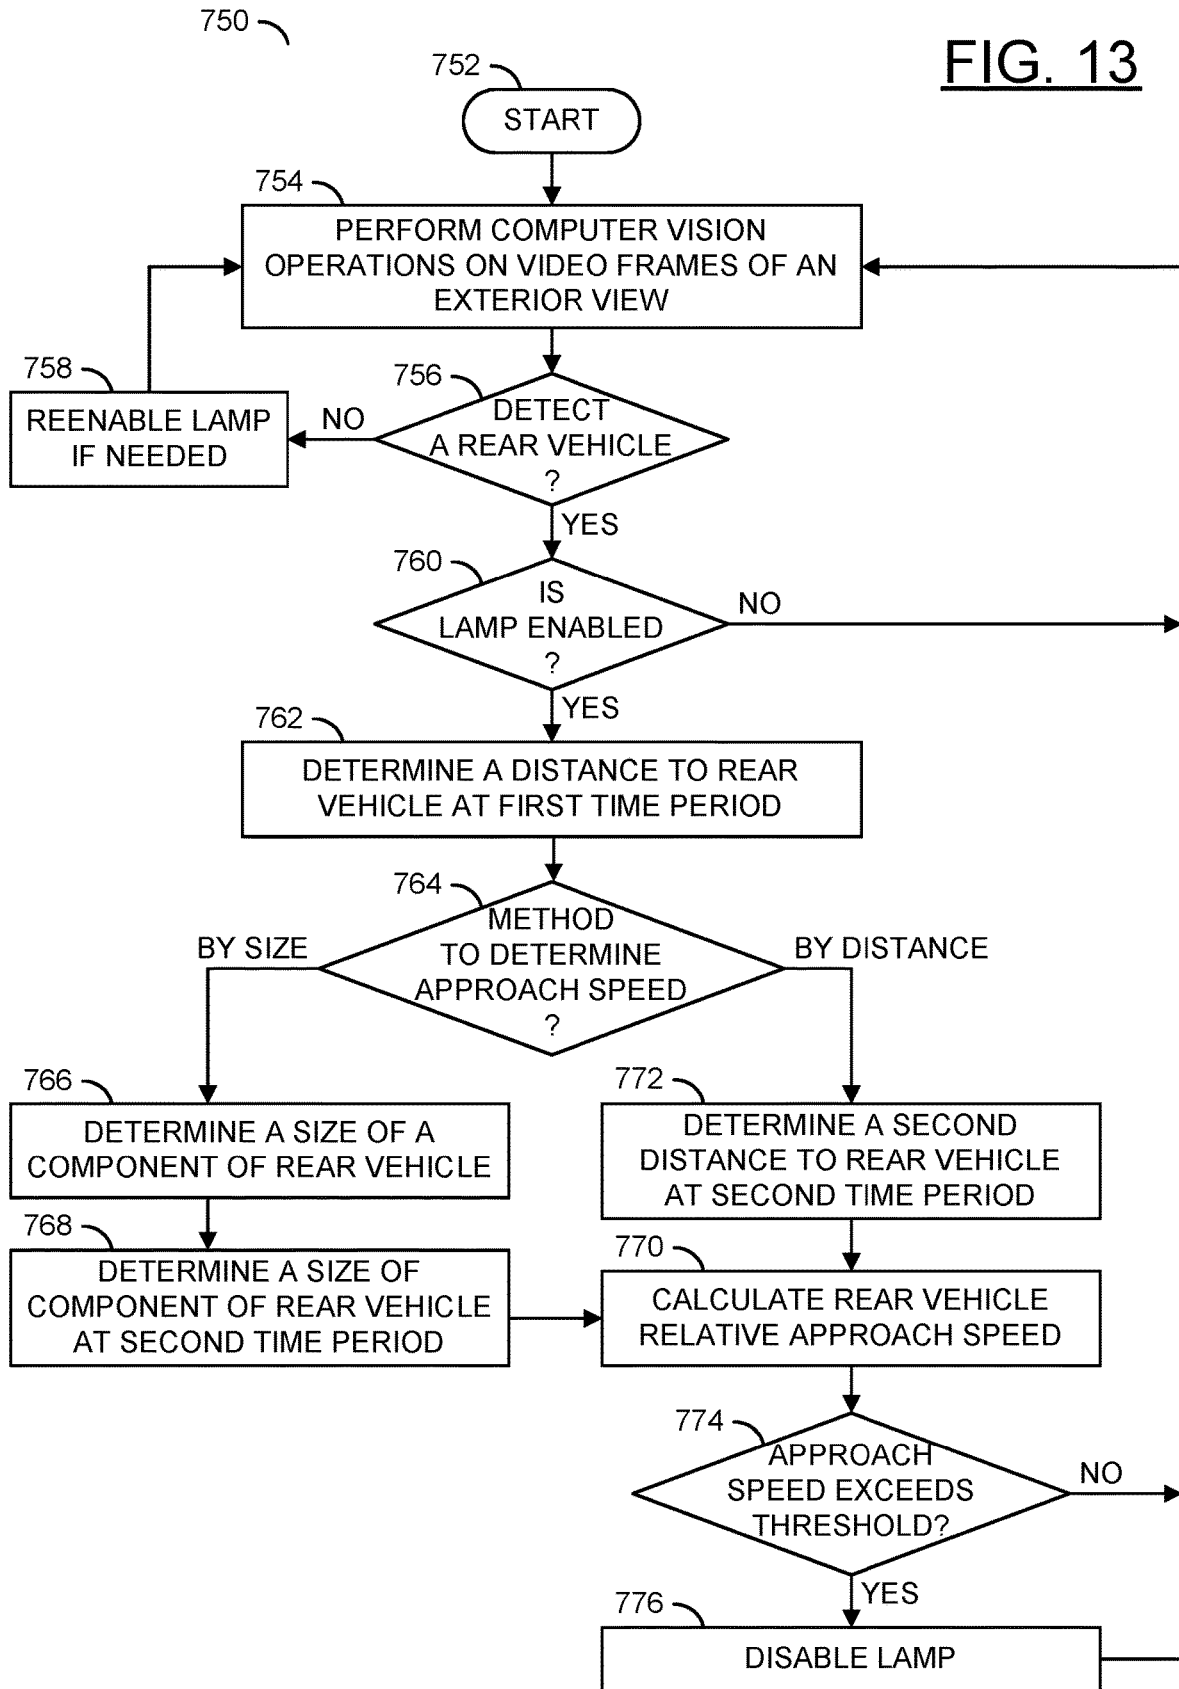 750
FIG. 13
752
START
754
PERFORM COMPUTER VISION
OPERATIONS ON VIDEO FRAMES OF AN
EXTERIOR VIEW
758
REENABLE LAMP
IF NEEDED
NO
756
DETECT
A REAR VEHICLE
?
YES
760
IS
LAMP ENABLED
?
NO
YES
762
DETERMINE A DISTANCE TO REAR
VEHICLE AT FIRST TIME PERIOD
764
METHOD
TO DETERMINE
APPROACH SPEED
?
BY SIZE
BY DISTANCE
766
DETERMINE A SIZE OF A
COMPONENT OF REAR VEHICLE
772
DETERMINE A SECOND
DISTANCE TO REAR VEHICLE
AT SECOND TIME PERIOD
768
DETERMINE A SIZE OF
COMPONENT OF REAR VEHICLE
AT SECOND TIME PERIOD
770
CALCULATE REAR VEHICLE
RELATIVE APPROACH SPEED
774
APPROACH
SPEED EXCEEDS
THRESHOLD?
NO
YES
776
DISABLE LAMP